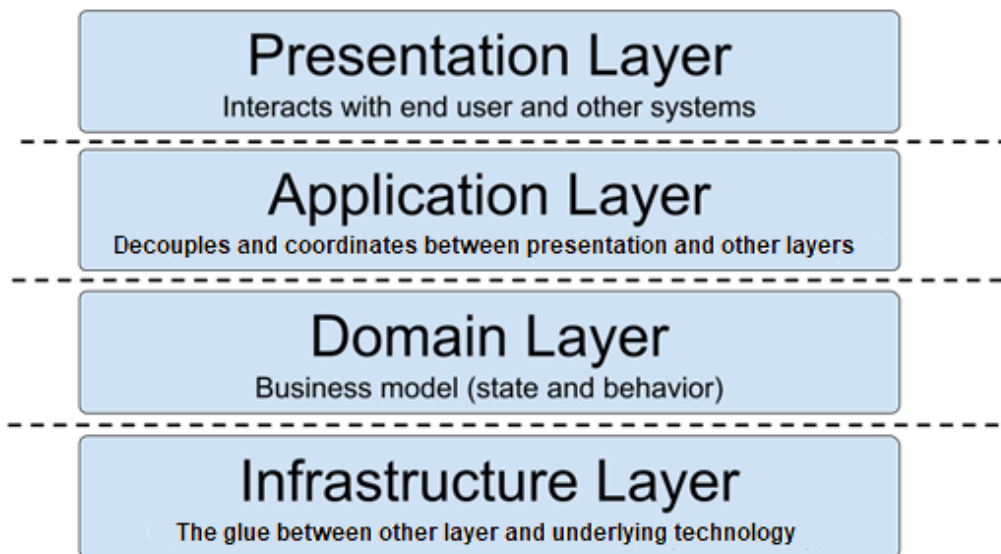 Presentation Layer
Interacts with end user and other systems
Application Layer
Decouples and coordinates between presentation and other layers
Domain Layer
Business model (state and behavior)
Infrastructure Layer
The glue between other layer and underlying technology